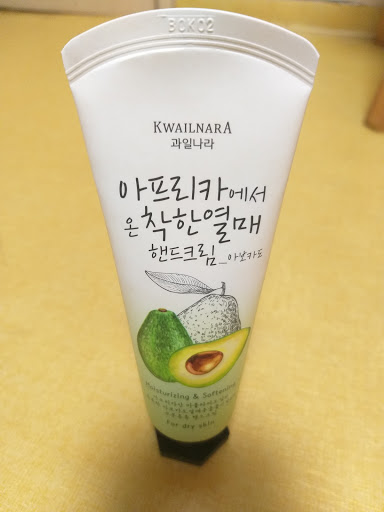 BCK02
KWAILNARA
과일나라
아프리카에서
온 착한열매
핸드크림_아보카도
Moisturizing & Softening
For dry skin